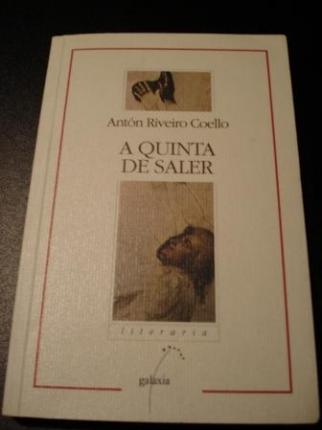 Antón Riveiro Coello
A QUINTA
DE SALER
literaria
galaxia